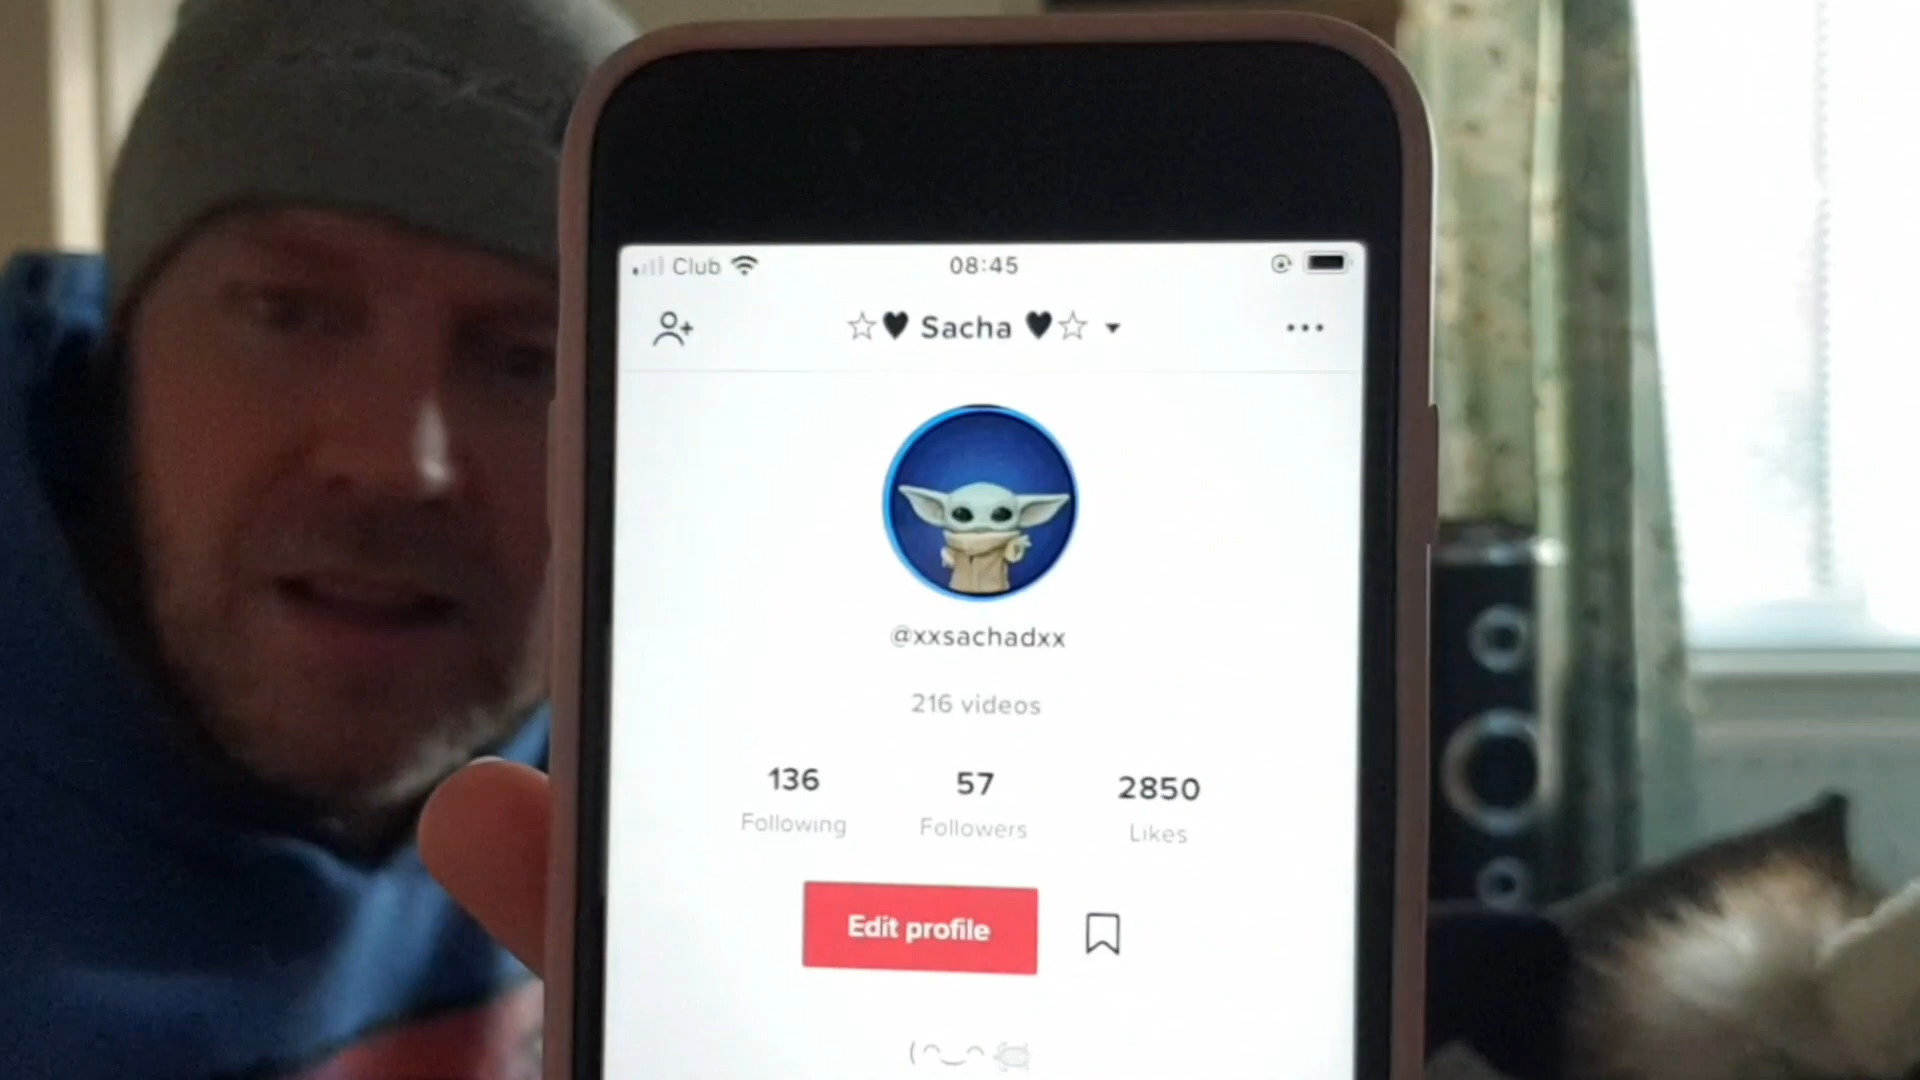 Club 08:45
☆♥ Sacha ♥☆
@xxsachadxx
216 videos
136 57 2850
Following Followers Likes
Edit profile